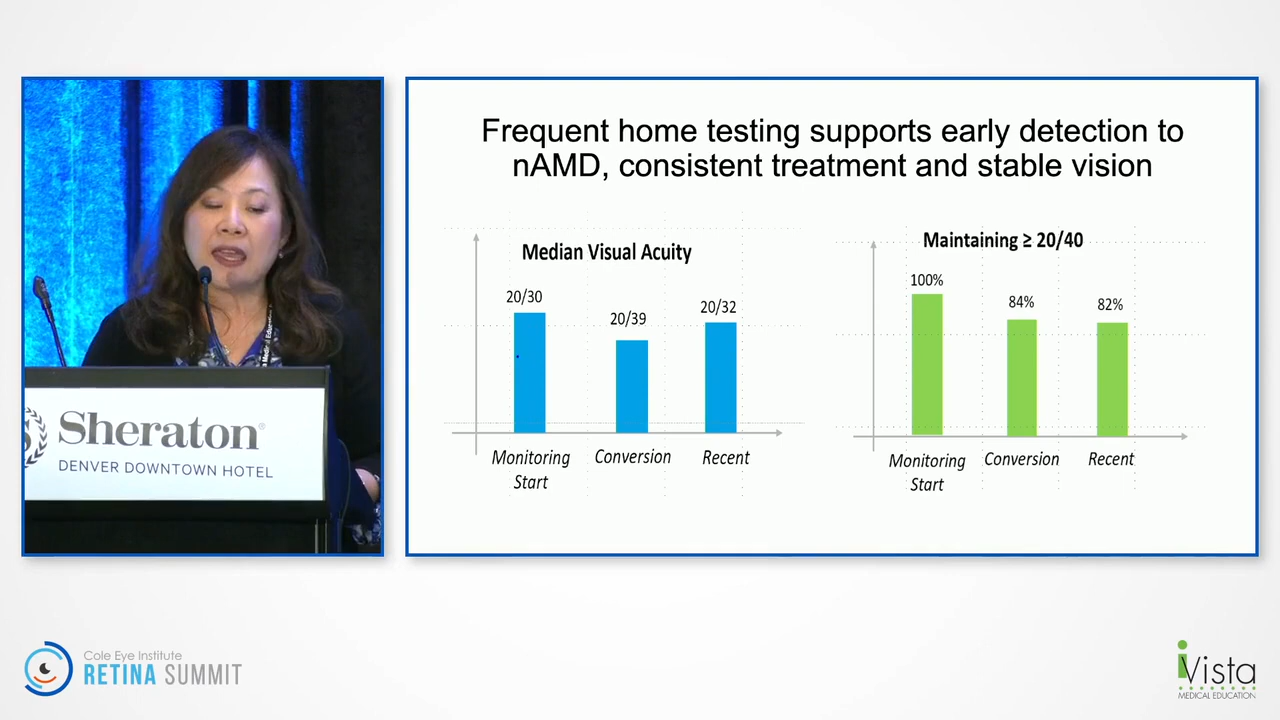 Frequent home testing supports early detection to
nAMD, consistent treatment and stable vision
Median Visual Acuity
20/30
20/39
20/32
Monitoring
Start
Conversion
Recent
Maintaining ≥ 20/40
100%
84%
82%
Monitoring
Start
Conversion
Recent
Sheraton®
DENVER DOWNTOWN HOTEL
Cole Eye Institute
RETINA SUMMIT
iVista
MEDICAL EDUCATION